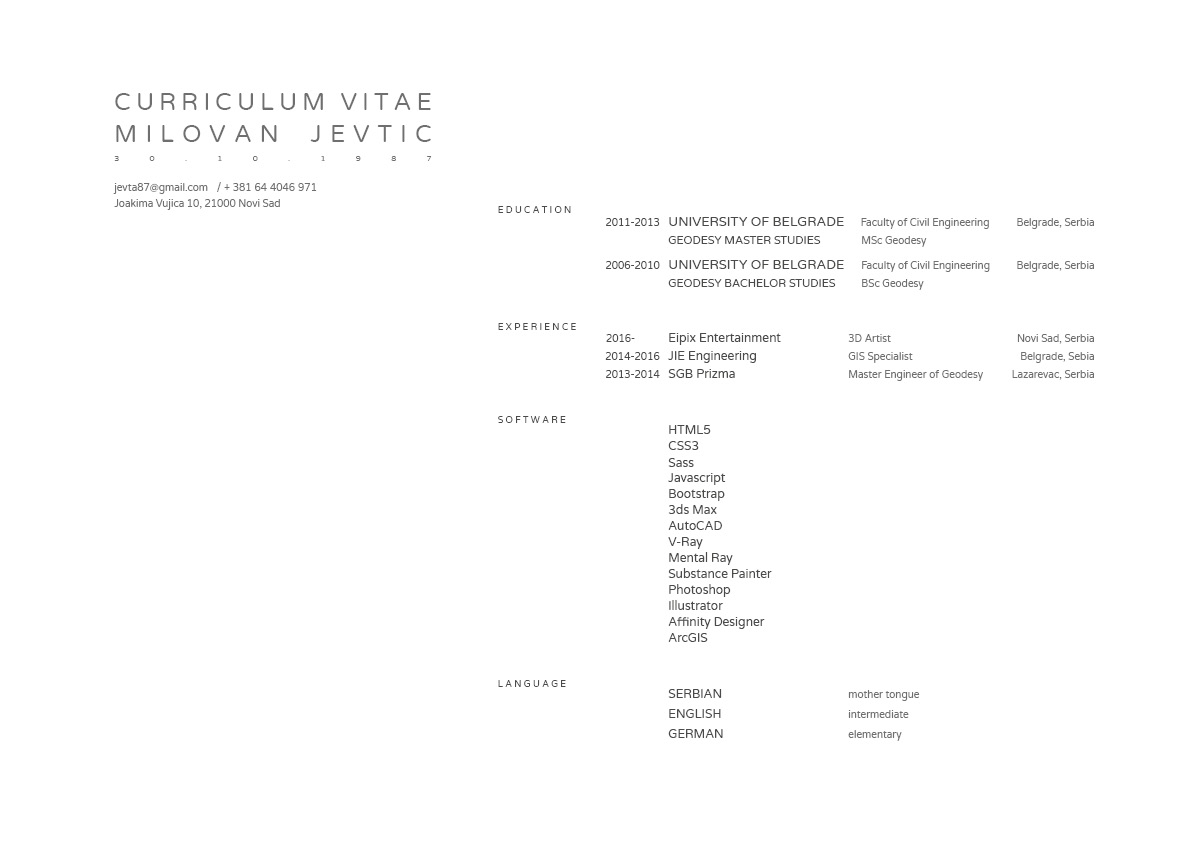 CURRICULUM VITAE
MILOVAN JEVTIC
30.10.1987
jevta87@gmail.com / + 381 64 4046 971
Joakima Vujica 10, 21000 Novi Sad
EDUCATION
2011-2013 UNIVERSITY OF BELGRADE Faculty of Civil Engineering Belgrade, Serbia
GEODESY MASTER STUDIES MSc Geodesy
2006-2010 UNIVERSITY OF BELGRADE Faculty of Civil Engineering Belgrade, Serbia
GEODESY BACHELOR STUDIES BSc Geodesy
EXPERIENCE
2016- Eipix Entertainment 3D Artist Novi Sad, Serbia
2014-2016 JIE Engineering GIS Specialist Belgrade, Sebia
2013-2014 SGB Prizma Master Engineer of Geodesy Lazarevac, Serbia
SOFTWARE
HTML5
CSS3
Sass
Javascript
Bootstrap
3ds Max
AutoCAD
V-Ray
Mental Ray
Substance Painter
Photoshop
Illustrator
Affinity Designer
ArcGIS
LANGUAGE
SERBIAN mother tongue
ENGLISH intermediate
GERMAN elementary